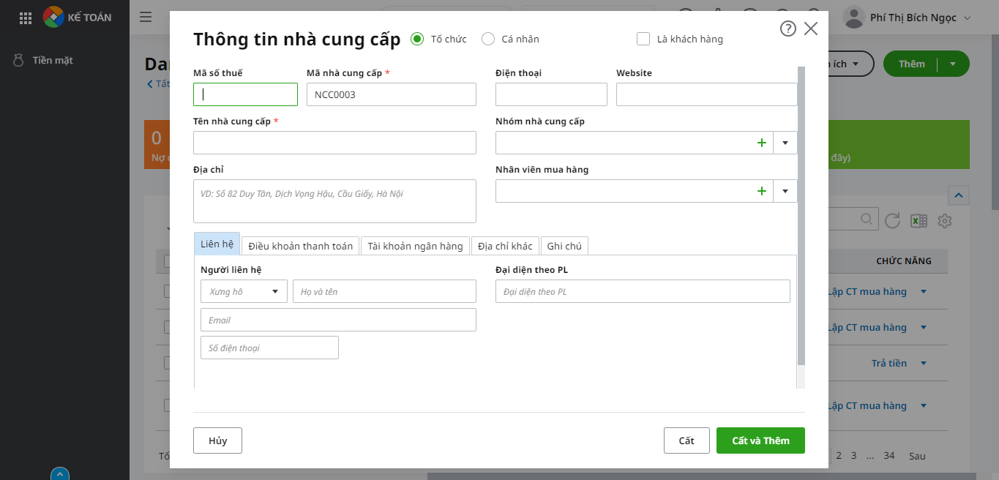 KẾ TOÁN
Phí Thị Bích Ngọc
Tiền mặt
Thông tin nhà cung cấp
Tổ chức
Cá nhân
Là khách hàng
ích
Thêm
Tất
Mã số thuế
Mã nhà cung cấp *
Điện thoại
Website
NCC0003
Tên nhà cung cấp *
Nhóm nhà cung cấp
0
Nợ
đây)
Địa chỉ
Nhân viên mua hàng
VD: Số 82 Duy Tân, Dịch Vọng Hậu, Cầu Giấy, Hà Nội
Liên hệ
Điều khoản thanh toán
Tài khoản ngân hàng
Địa chỉ khác
Ghi chú
CHỨC NĂNG
Người liên hệ
Đại diện theo PL
Xưng hô
Họ và tên
Đại diện theo PL
Lập CT mua hàng
Email
Lập CT mua hàng
Số điện thoại
Trả tiền
Lập CT mua hàng
Hủy
Cất
Cất và Thêm
2 3 ... 34 Sau